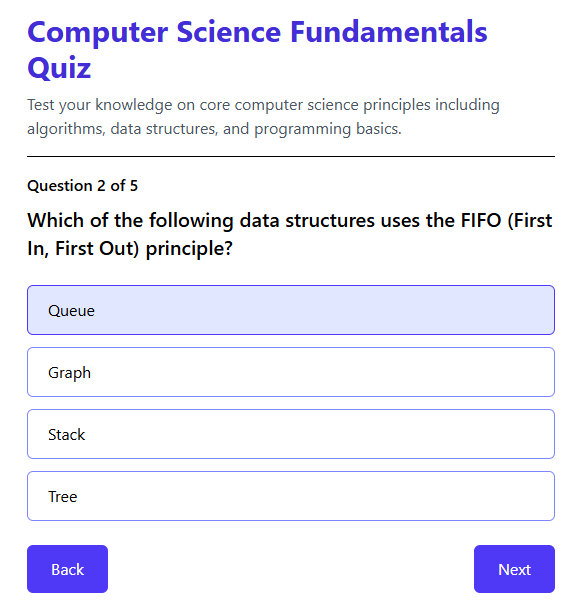 Computer Science Fundamentals
Quiz
Test your knowledge on core computer science principles including
algorithms, data structures, and programming basics.
Question 2 of 5
Which of the following data structures uses the FIFO (First
In, First Out) principle?
Queue
Graph
Stack
Tree
Back
Next